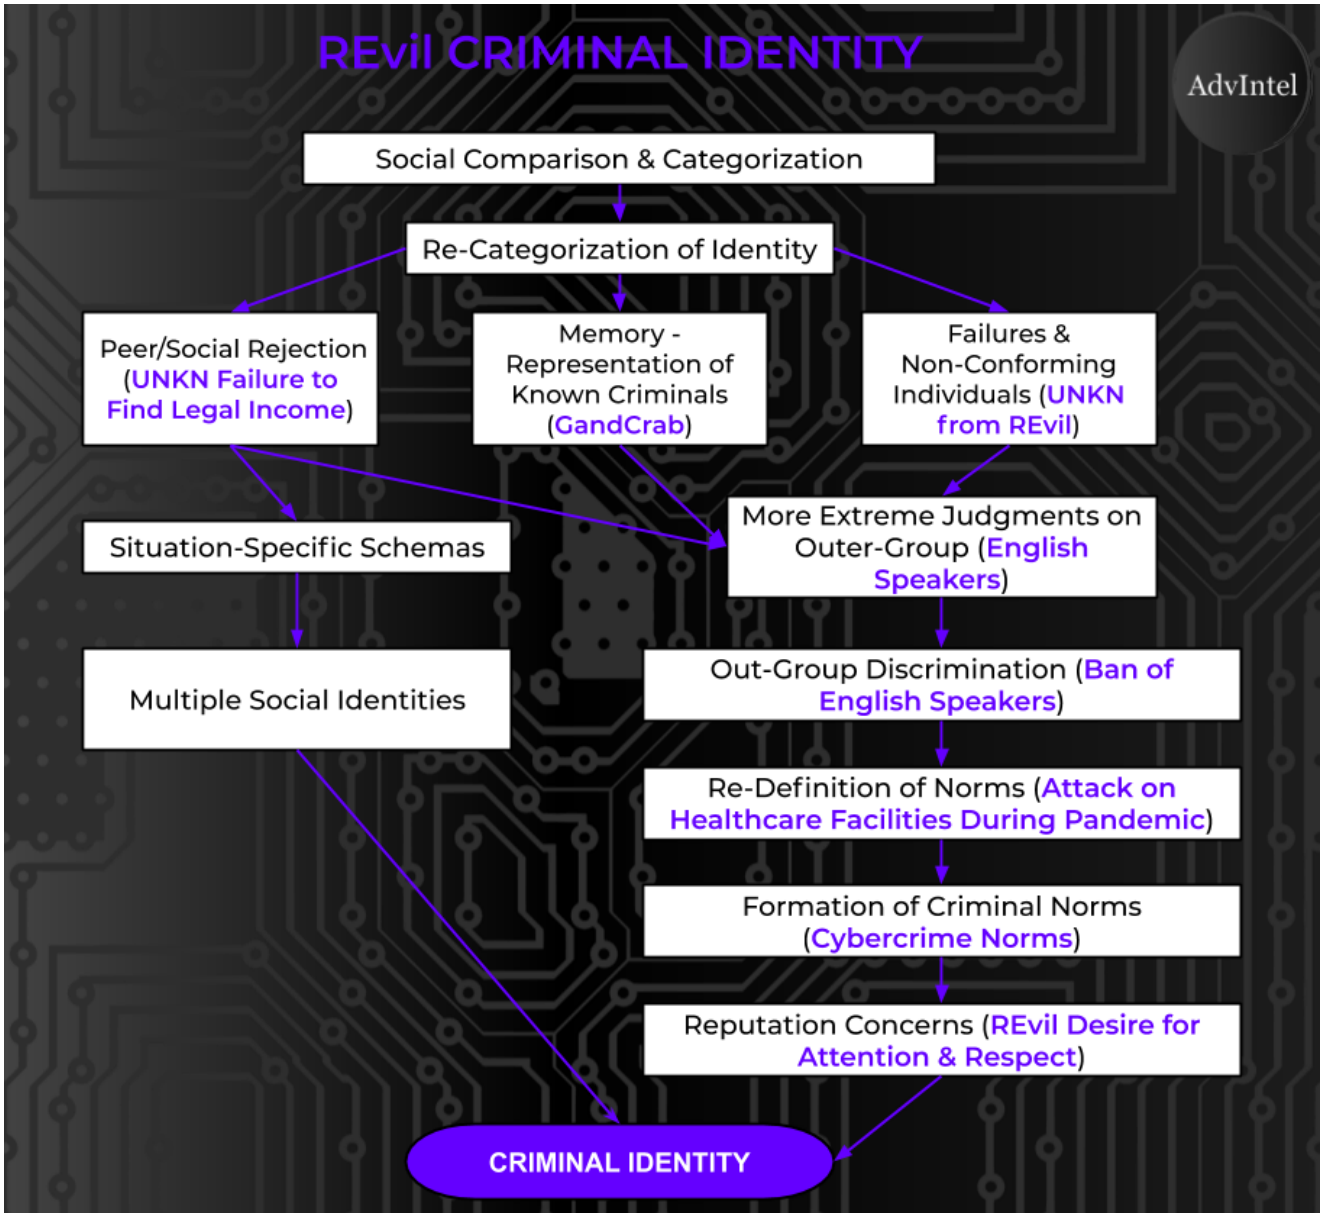 REvil CRIMINAL IDENTITY
AdvIntel
Social Comparison & Categorization
Re-Categorization of Identity
Peer/Social Rejection
(UNKN Failure to
Find Legal Income)
Memory -
Representation of
Known Criminals
(GandCrab)
Failures &
Non-Conforming
Individuals (UNKN
from REvil)
Situation-Specific Schemas
More Extreme Judgments on
Outer-Group (English
Speakers)
Multiple Social Identities
Out-Group Discrimination (Ban of
English Speakers)
Re-Definition of Norms (Attack on
Healthcare Facilities During Pandemic)
Formation of Criminal Norms
(Cybercrime Norms)
Reputation Concerns (REvil Desire for
Attention & Respect)
CRIMINAL IDENTITY